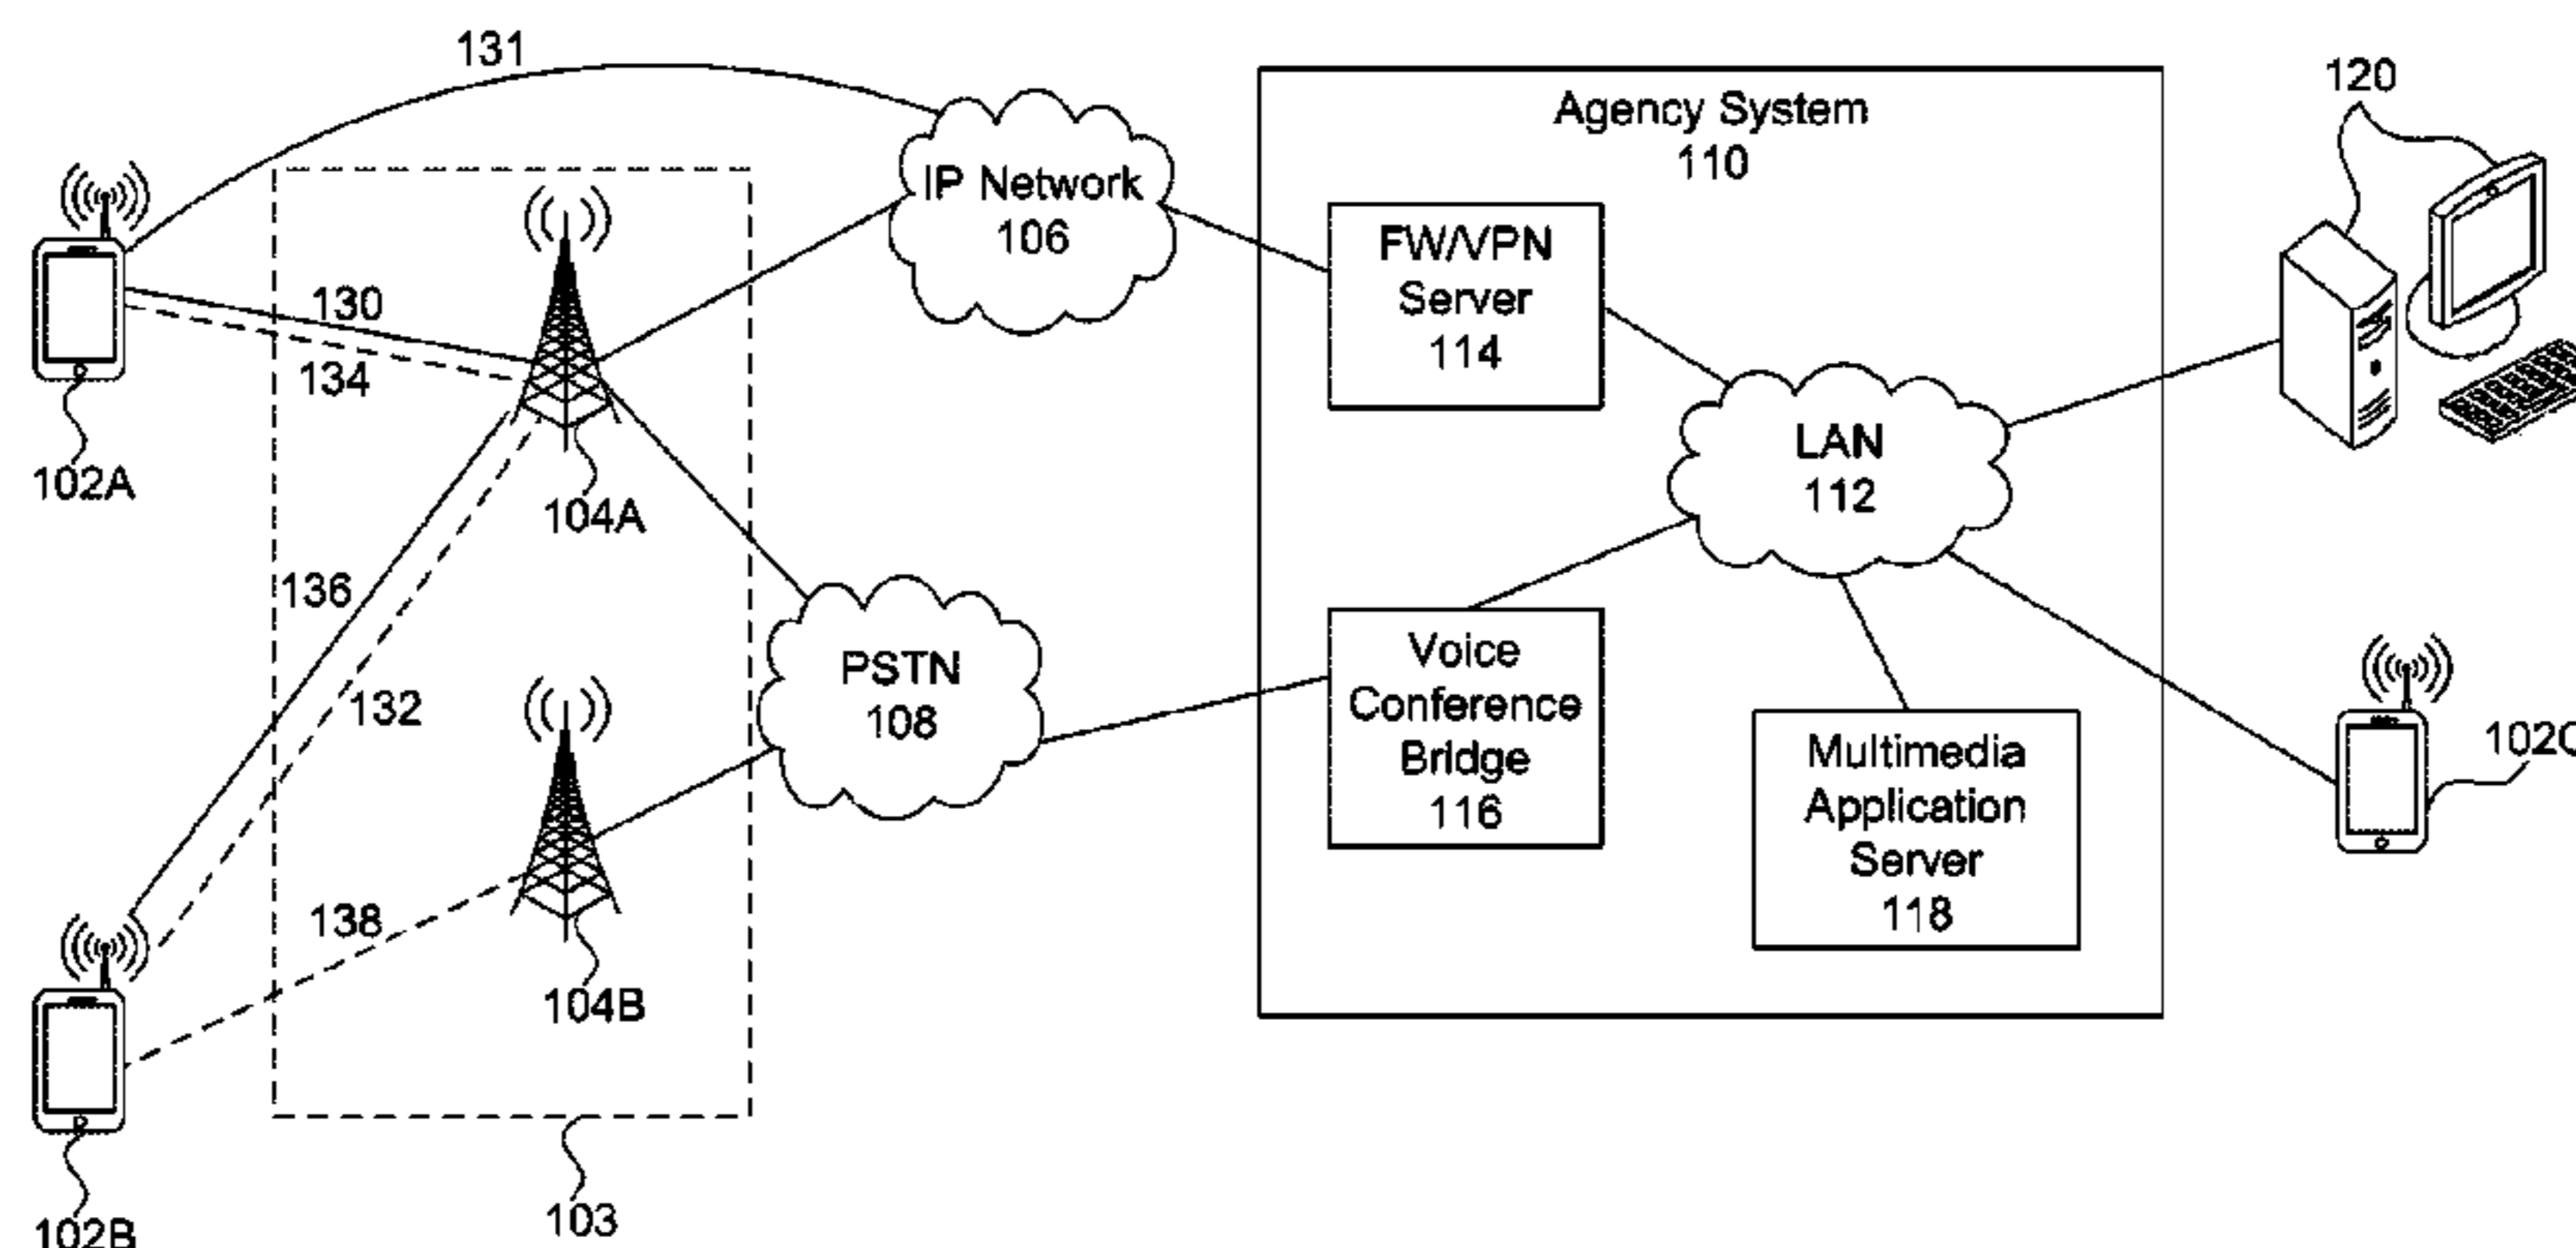 131
120
Agency System
110
IP Network
106
FW/VPN
Server
114
130
134
102A
104A
LAN
112
136
132
PSTN
108
Voice
Conference
Bridge
116
Multimedia
Application
Server
118
102C
138
104B
103
102B